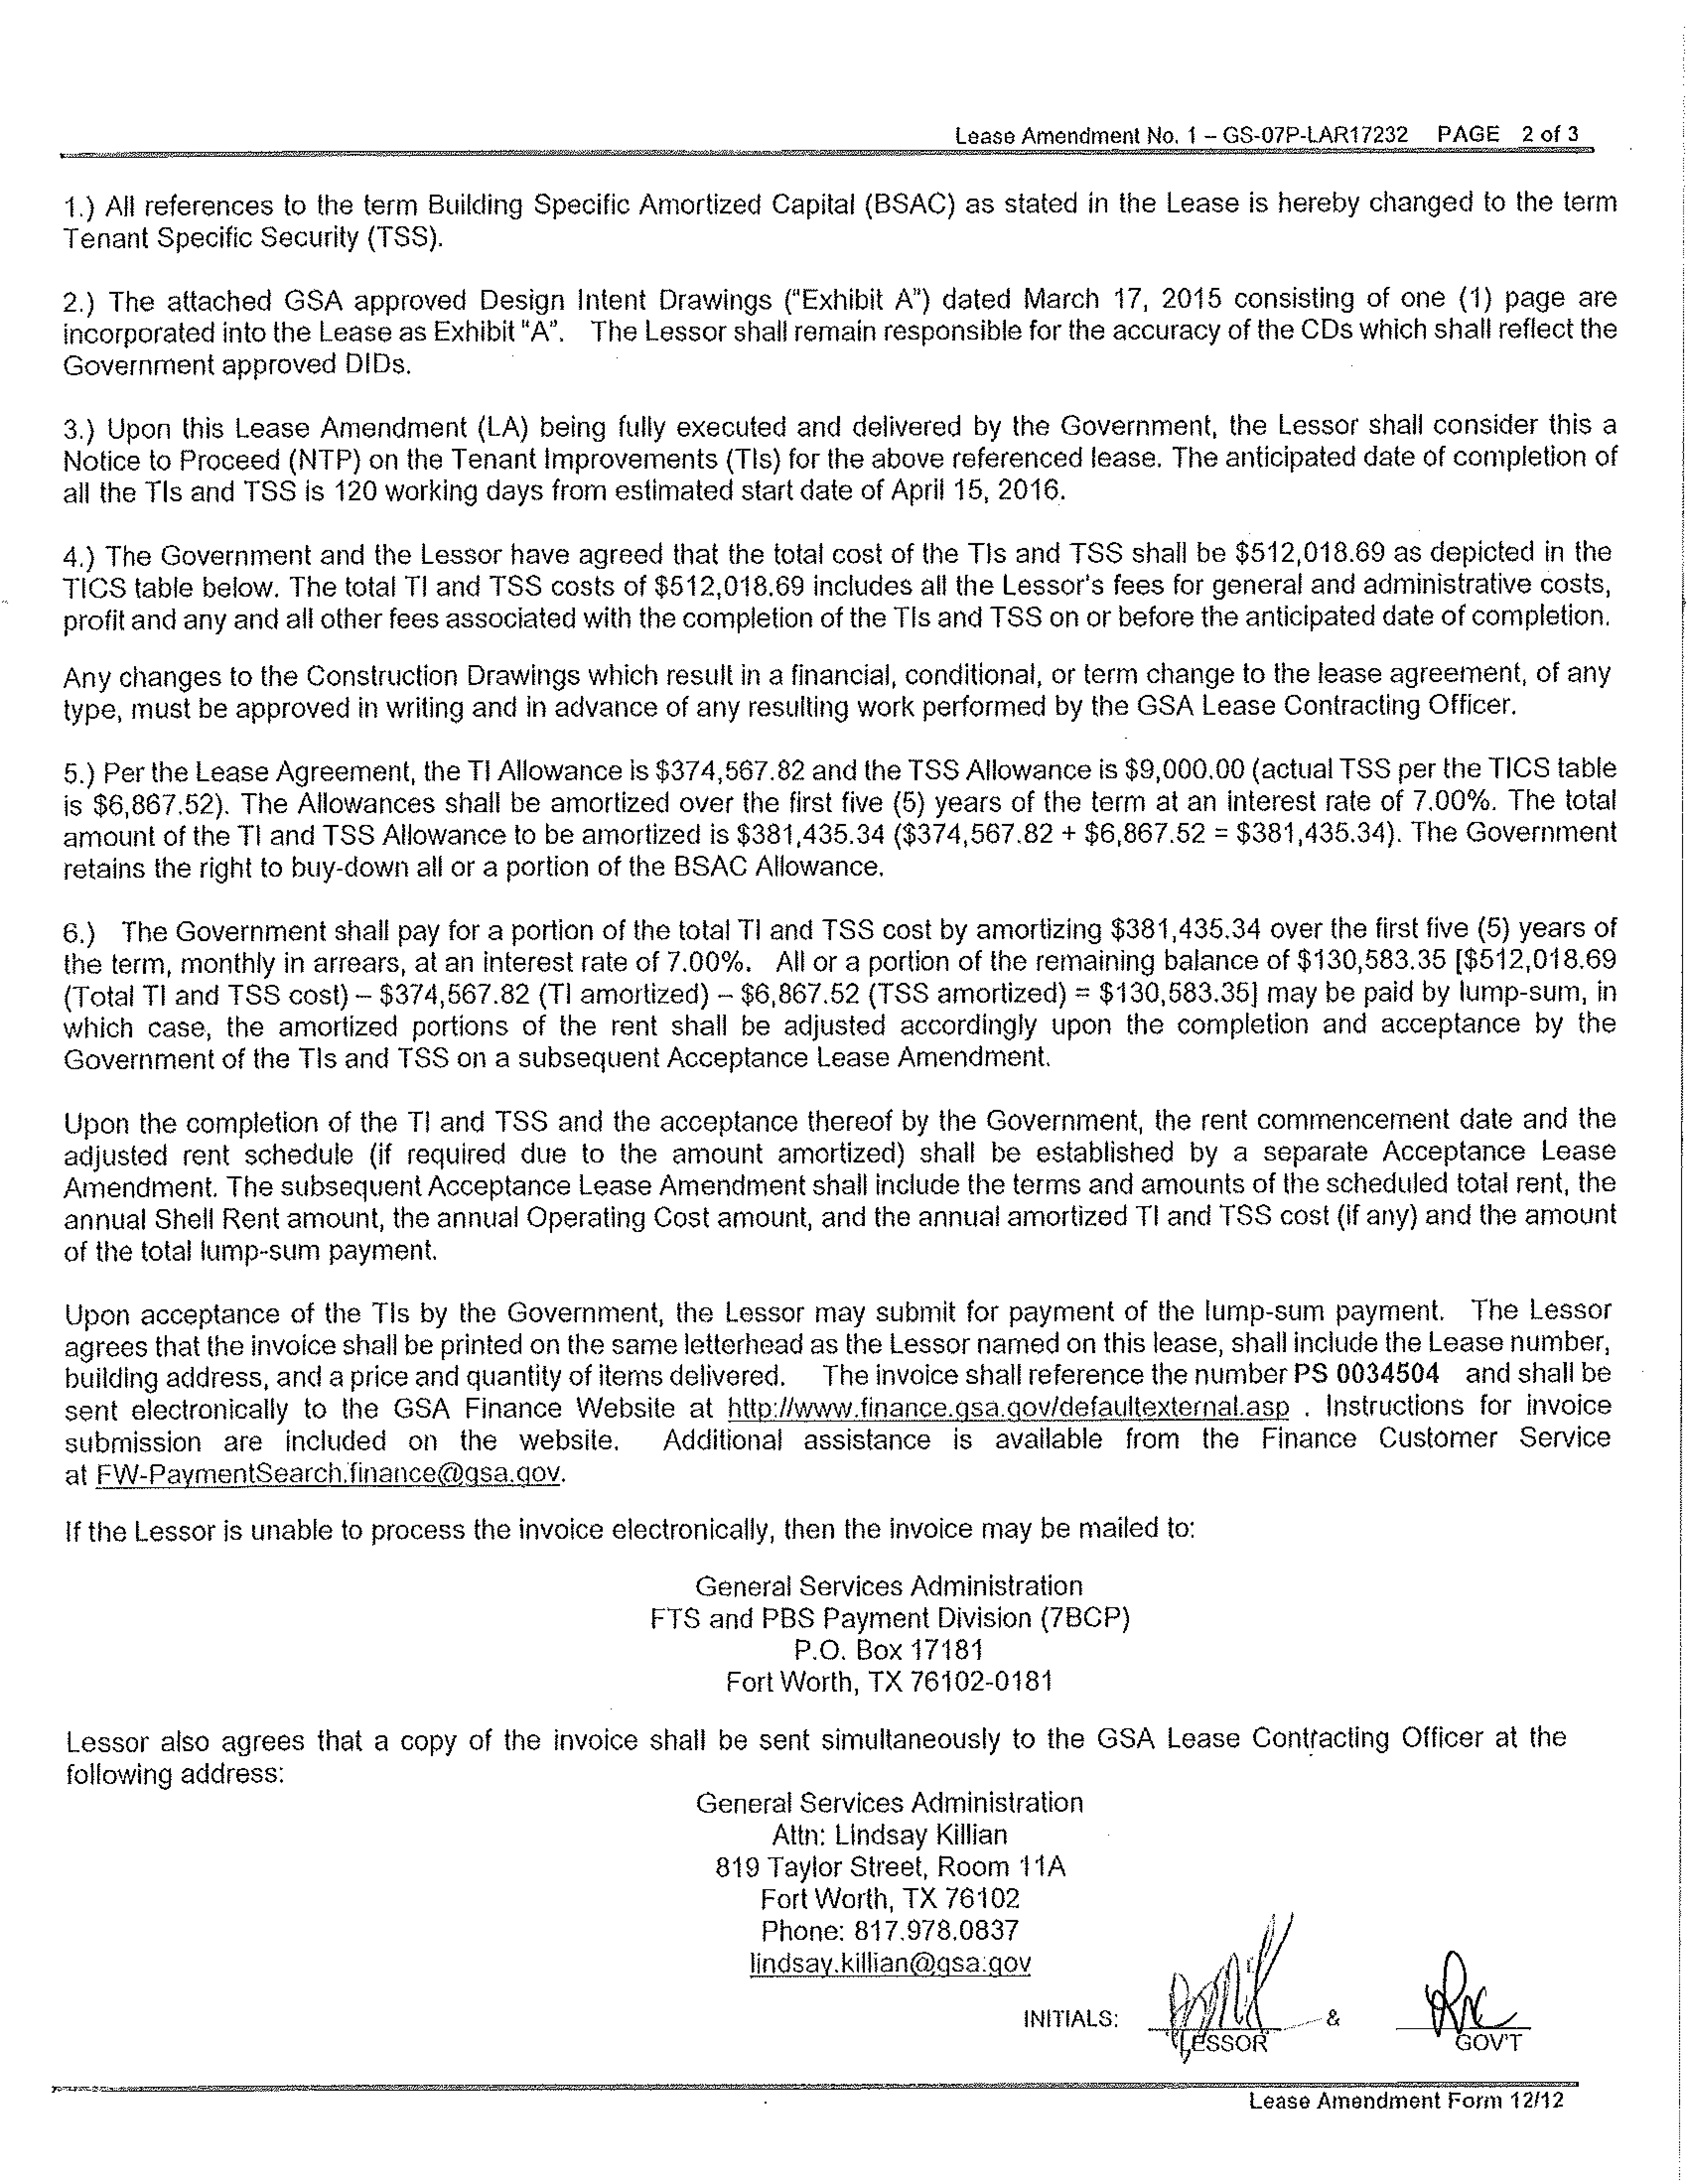 Lease Amendment No. 1 – GS-07P-LAR17232 PAGE 2 of 3
1.) All references to the term Building Specific Amortized Capital (BSAC) as stated in the Lease is hereby changed to the term
Tenant Specific Security (TSS).
2.) The attached GSA approved Design Intent Drawings ("Exhibit A") dated March 17, 2015 consisting of one (1) page are
incorporated into the Lease as Exhibit "A". The Lessor shall remain responsible for the accuracy of the CDs which shall reflect the
Government approved DIDs.
3.) Upon this Lease Amendment (LA) being fully executed and delivered by the Government, the Lessor shall consider this a
Notice to Proceed (NTP) on the Tenant Improvements (TIs) for the above referenced lease. The anticipated date of completion of
all the TIs and TSS is 120 working days from estimated start date of April 15, 2016.
4.) The Government and the Lessor have agreed that the total cost of the TIs and TSS shall be $512,018.69 as depicted in the
TICS table below. The total TI and TSS costs of $512,018.69 includes all the Lessor's fees for general and administrative costs,
profit and any and all other fees associated with the completion of the TIs and TSS on or before the anticipated date of completion.
Any changes to the Construction Drawings which result in a financial, conditional, or term change to the lease agreement, of any
type, must be approved in writing and in advance of any resulting work performed by the GSA Lease Contracting Officer.
5.) Per the Lease Agreement, the TI Allowance is $374,567.82 and the TSS Allowance is $9,000.00 (actual TSS per the TICS table
is $6,867.52). The Allowances shall be amortized over the first five (5) years of the term at an interest rate of 7.00%. The total
amount of the TI and TSS Allowance to be amortized is $381,435.34 ($374,567.82 + $6,867.52 = $381,435.34). The Government
retains the right to buy-down all or a portion of the BSAC Allowance.
6.) The Government shall pay for a portion of the total TI and TSS cost by amortizing $381,435.34 over the first five (5) years of
the term, monthly in arrears, at an interest rate of 7.00%. All or a portion of the remaining balance of $130,583.35 [$512,018.69
(Total TI and TSS cost) – $374,567.82 (TI amortized) – $6,867.52 (TSS amortized) = $130,583.35] may be paid by lump-sum, in
which case, the amortized portions of the rent shall be adjusted accordingly upon the completion and acceptance by the
Government of the TIs and TSS on a subsequent Acceptance Lease Amendment.
Upon the completion of the TI and TSS and the acceptance thereof by the Government, the rent commencement date and the
adjusted rent schedule (if required due to the amount amortized) shall be established by a separate Acceptance Lease
Amendment. The subsequent Acceptance Lease Amendment shall include the terms and amounts of the scheduled total rent, the
annual Shell Rent amount, the annual Operating Cost amount, and the annual amortized TI and TSS cost (if any) and the amount
of the total lump-sum payment.
Upon acceptance of the TIs by the Government, the Lessor may submit for payment of the lump-sum payment. The Lessor
agrees that the invoice shall be printed on the same letterhead as the Lessor named on this lease, shall include the Lease number,
building address, and a price and quantity of items delivered. The invoice shall reference the number PS 0034504 and shall be
sent electronically to the GSA Finance Website at http://www.finance.gsa.gov/defaultexternal.asp . Instructions for invoice
submission are included on the website. Additional assistance is available from the Finance Customer Service
at FW-PaymentSearch.finance@gsa.gov.
If the Lessor is unable to process the invoice electronically, then the invoice may be mailed to:
General Services Administration
FTS and PBS Payment Division (7BCP)
P.O. Box 17181
Fort Worth, TX 76102-0181
Lessor also agrees that a copy of the invoice shall be sent simultaneously to the GSA Lease Contracting Officer at the
following address:
General Services Administration
Attn: Lindsay Killian
819 Taylor Street, Room 11A
Fort Worth, TX 76102
Phone: 817.978.0837
lindsay.killian@gsa.gov
INITIALS: &
LESSOR GOV'T
Lease Amendment Form 12/12